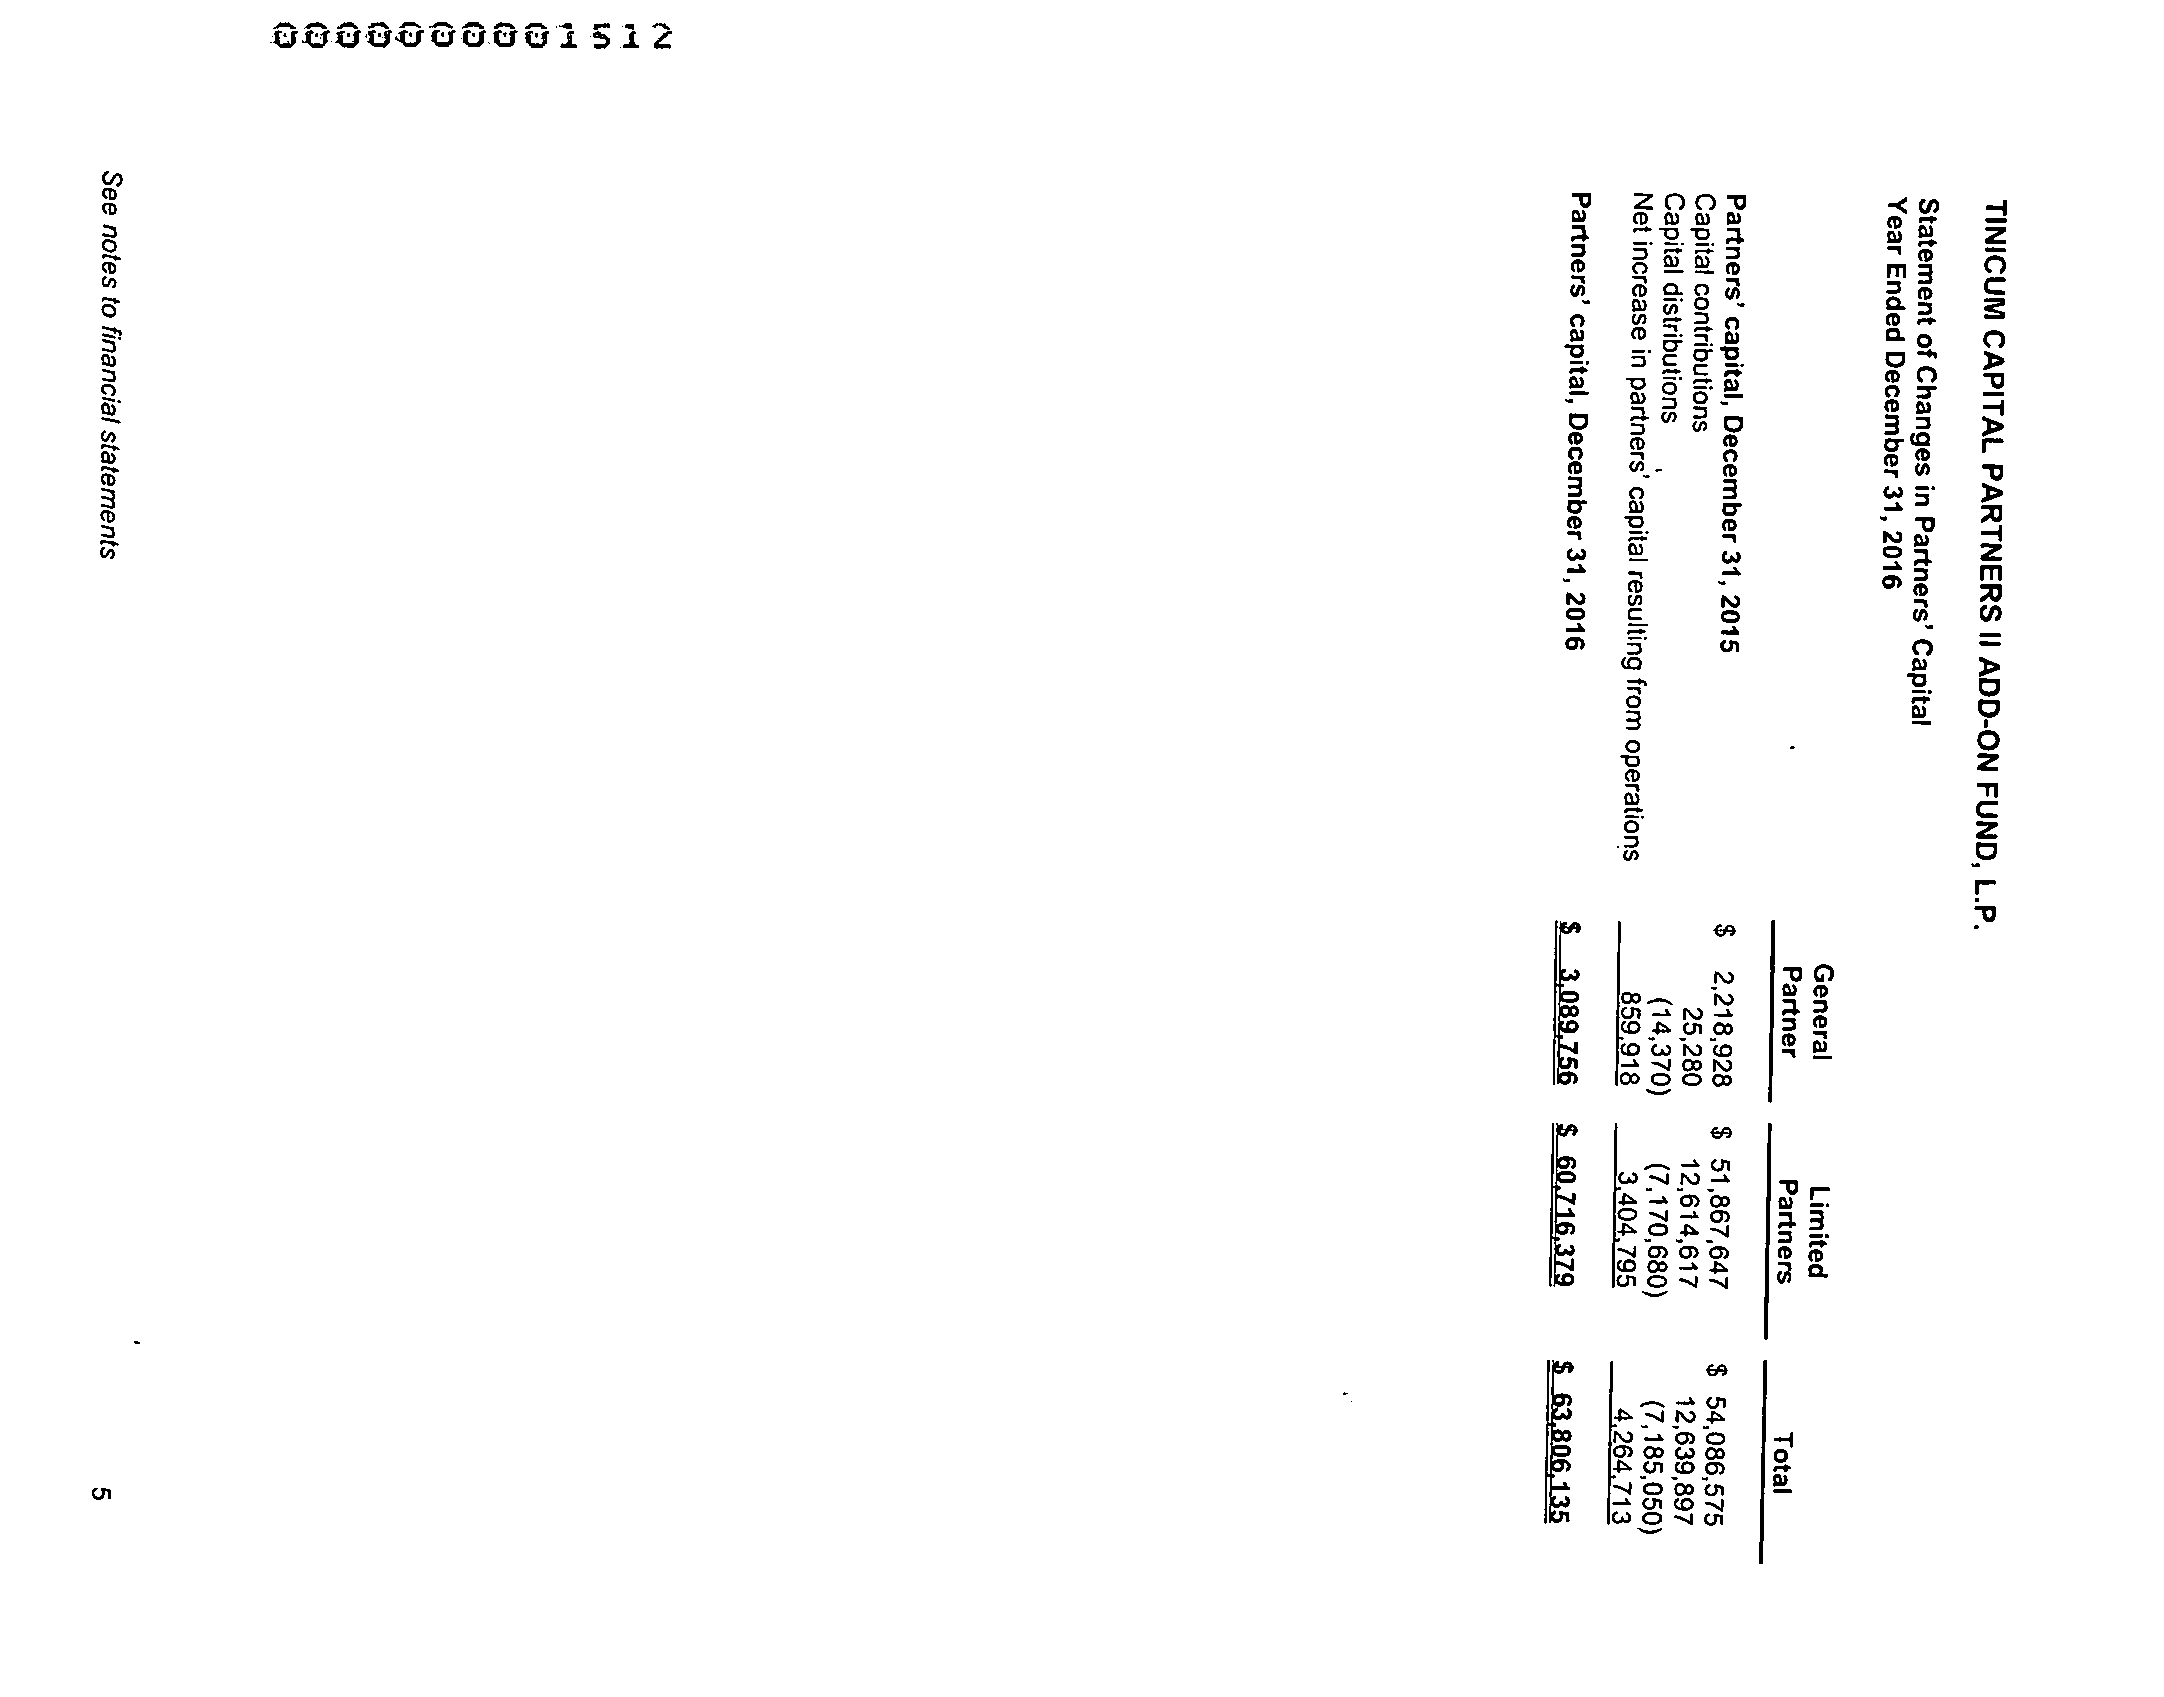 TINICUM CAPITAL PARTNERS II ADD-ON FUND, L.P.
Statement of Changes in Partners' Capital
Year Ended December 31, 2016
General Partner Limited Partners Total
Partners' capital, December 31, 2015 $ 2,218,928 $ 51,867,647 $ 54,086,575
Capital contributions 25,280 12,614,617 12,639,897
Capital distributions (14,370) (7,170,680) (7,185,050)
Net increase in partners' capital resulting from operations 859,918 3,404,795 4,264,713
Partners' capital, December 31, 2016 $ 3,089,756 $ 60,716,379 $ 63,806,135
See notes to financial statements 5
0000000001512